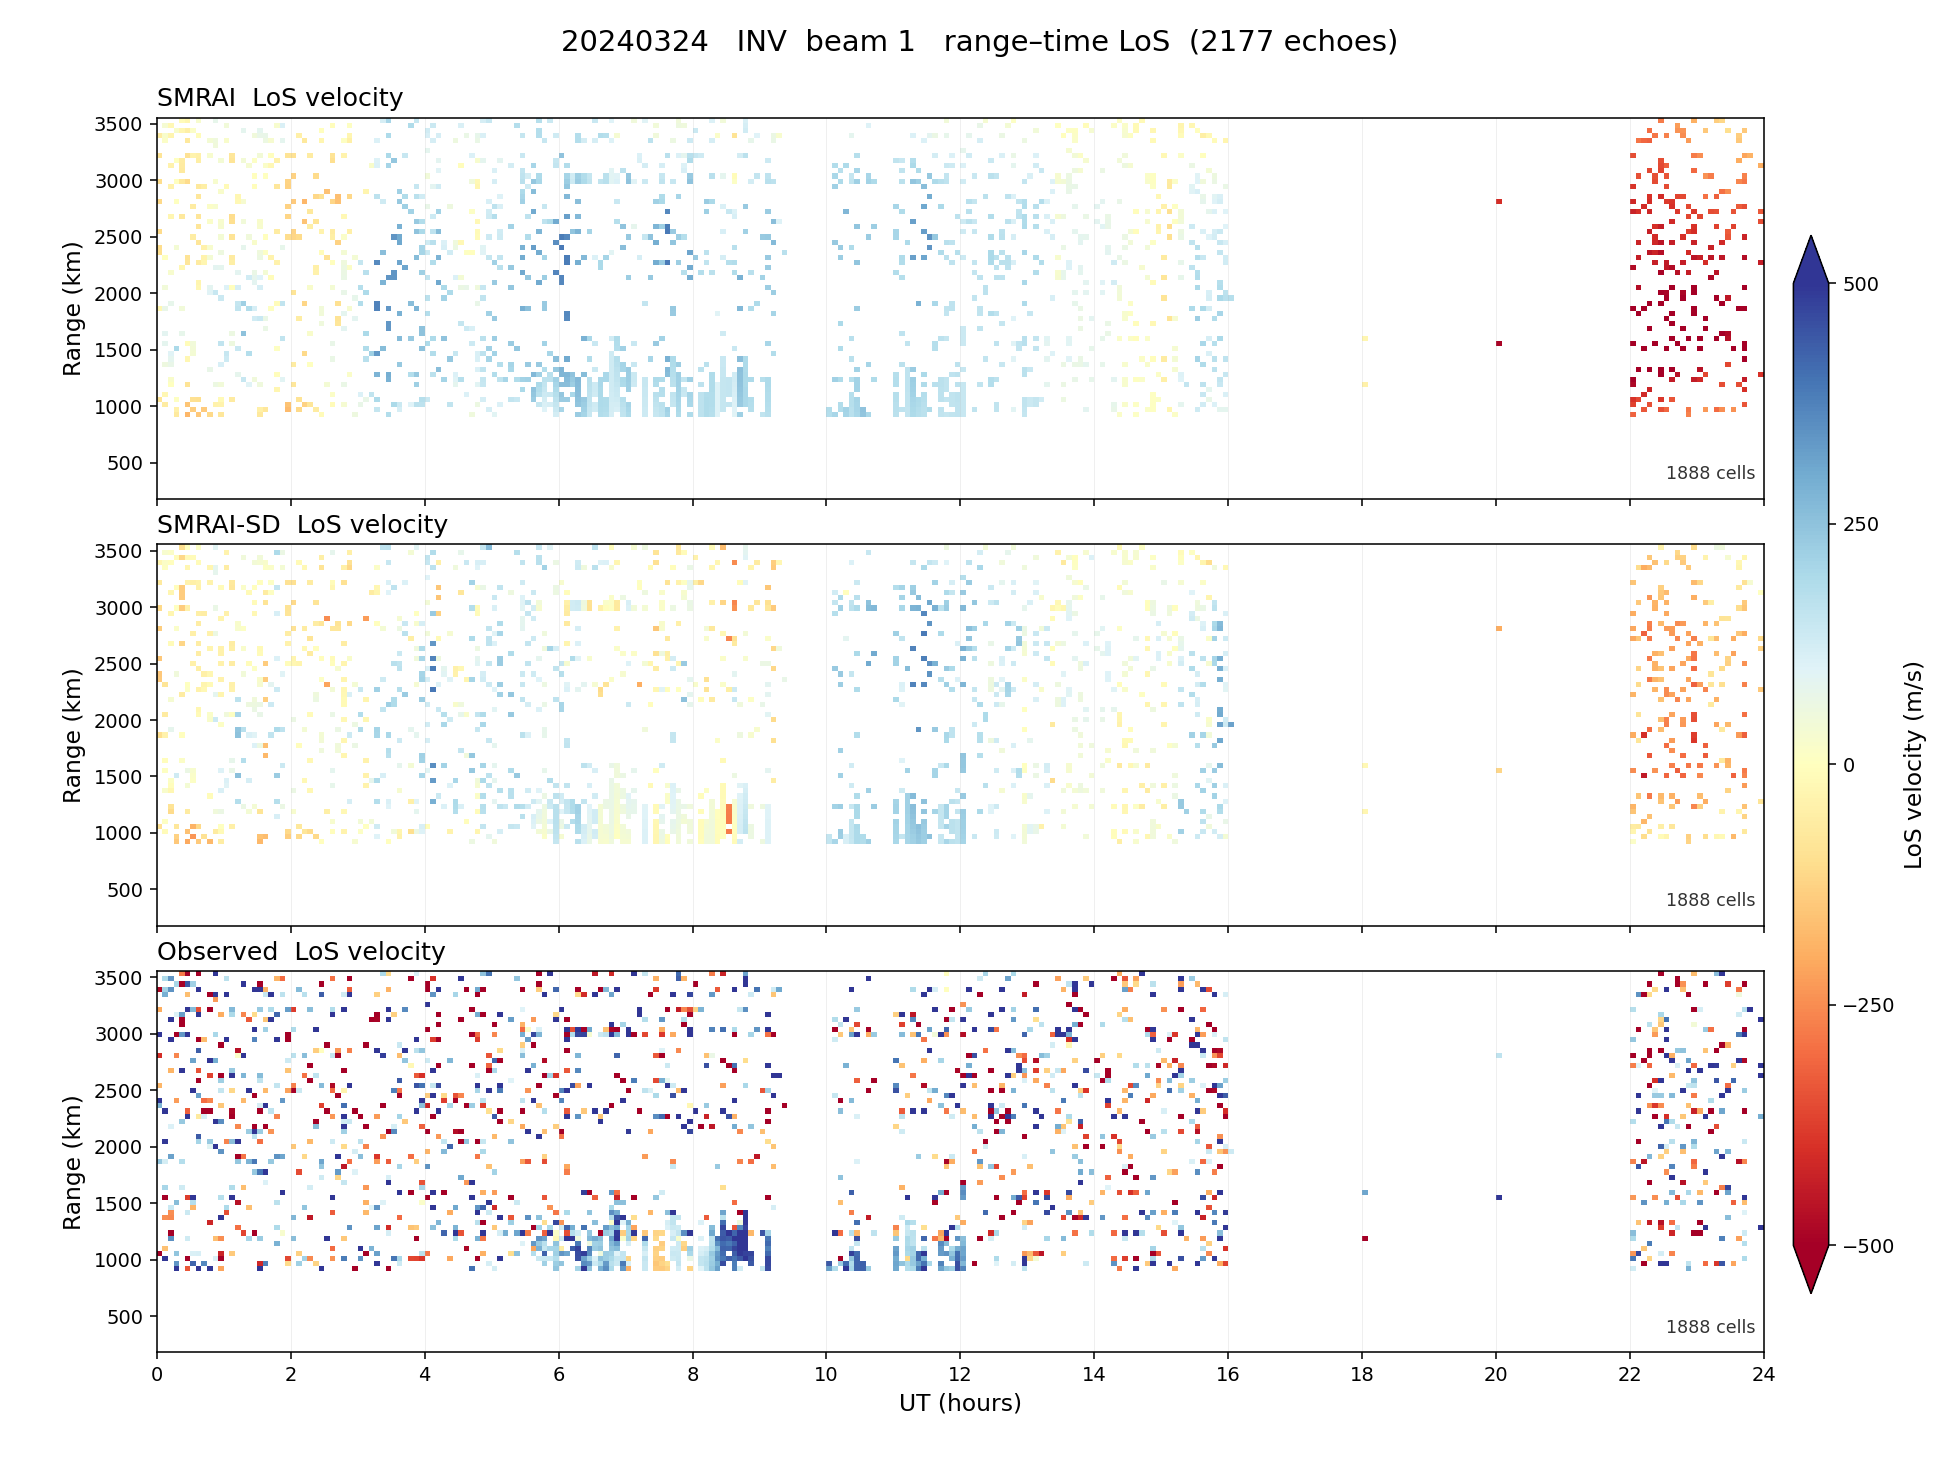 20240324   INV  beam 1   range–time LoS  (2177 echoes)
SMRAI  LoS velocity
3500
3000
2500
2000
1500
1000
500
Range (km)
1888 cells
SMRAI-SD  LoS velocity
3500
3000
2500
2000
1500
1000
500
Range (km)
1888 cells
Observed  LoS velocity
3500
3000
2500
2000
1500
1000
500
Range (km)
1888 cells
0 2 4 6 8 10 12 14 16 18 20 22 24
UT (hours)
500
250
0
−250
−500
LoS velocity (m/s)